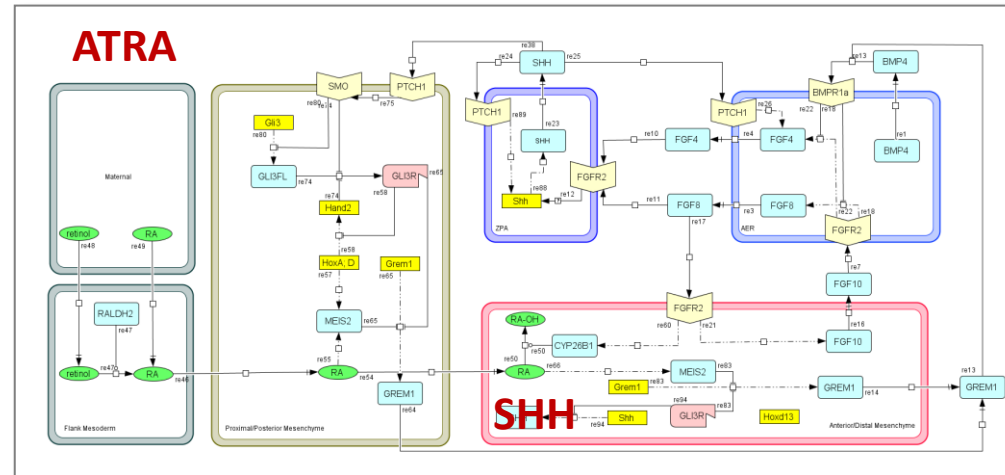 ATRA
Maternal
retinol
re48
RA
re49
RALDH2
re47
retinol
RA
re46
Flank Mesoderm
SMO
PTCH1
re80
re75
Gli3
re80
GLI3FL
re74
GLI3R
re58
re65
re74
Hand2
re58
HoxA; D
re57
Grem1
re65
MEIS2
re65
re55
RA
re54
GREM1
re64
Proximal/Posterior Mesenchyme
re38
re24
SHH
re25
PTCH1
re89
re23
SHH
re88
Shh
re12
ZPA
FGFR2
re10
FGF4
re4
FGF4
re11
FGF8
re3
FGF8
re17
PTCH1
re26
re22
re18
BMPR1a
re13
BMP4
re1
BMP4
re22
re18
FGFR2
AER
re7
FGF10
re16
FGF10
FGFR2
re60
re21
RA-OH
re50
re50
CYP26B1
RA
re66
MEIS2
re83
Grem1
re83
GREM1
re14
re13
GREM1
re94
re83
GLI3R
Shh
re94
SHH
Hoxd13
Anterior/Distal Mesenchyme